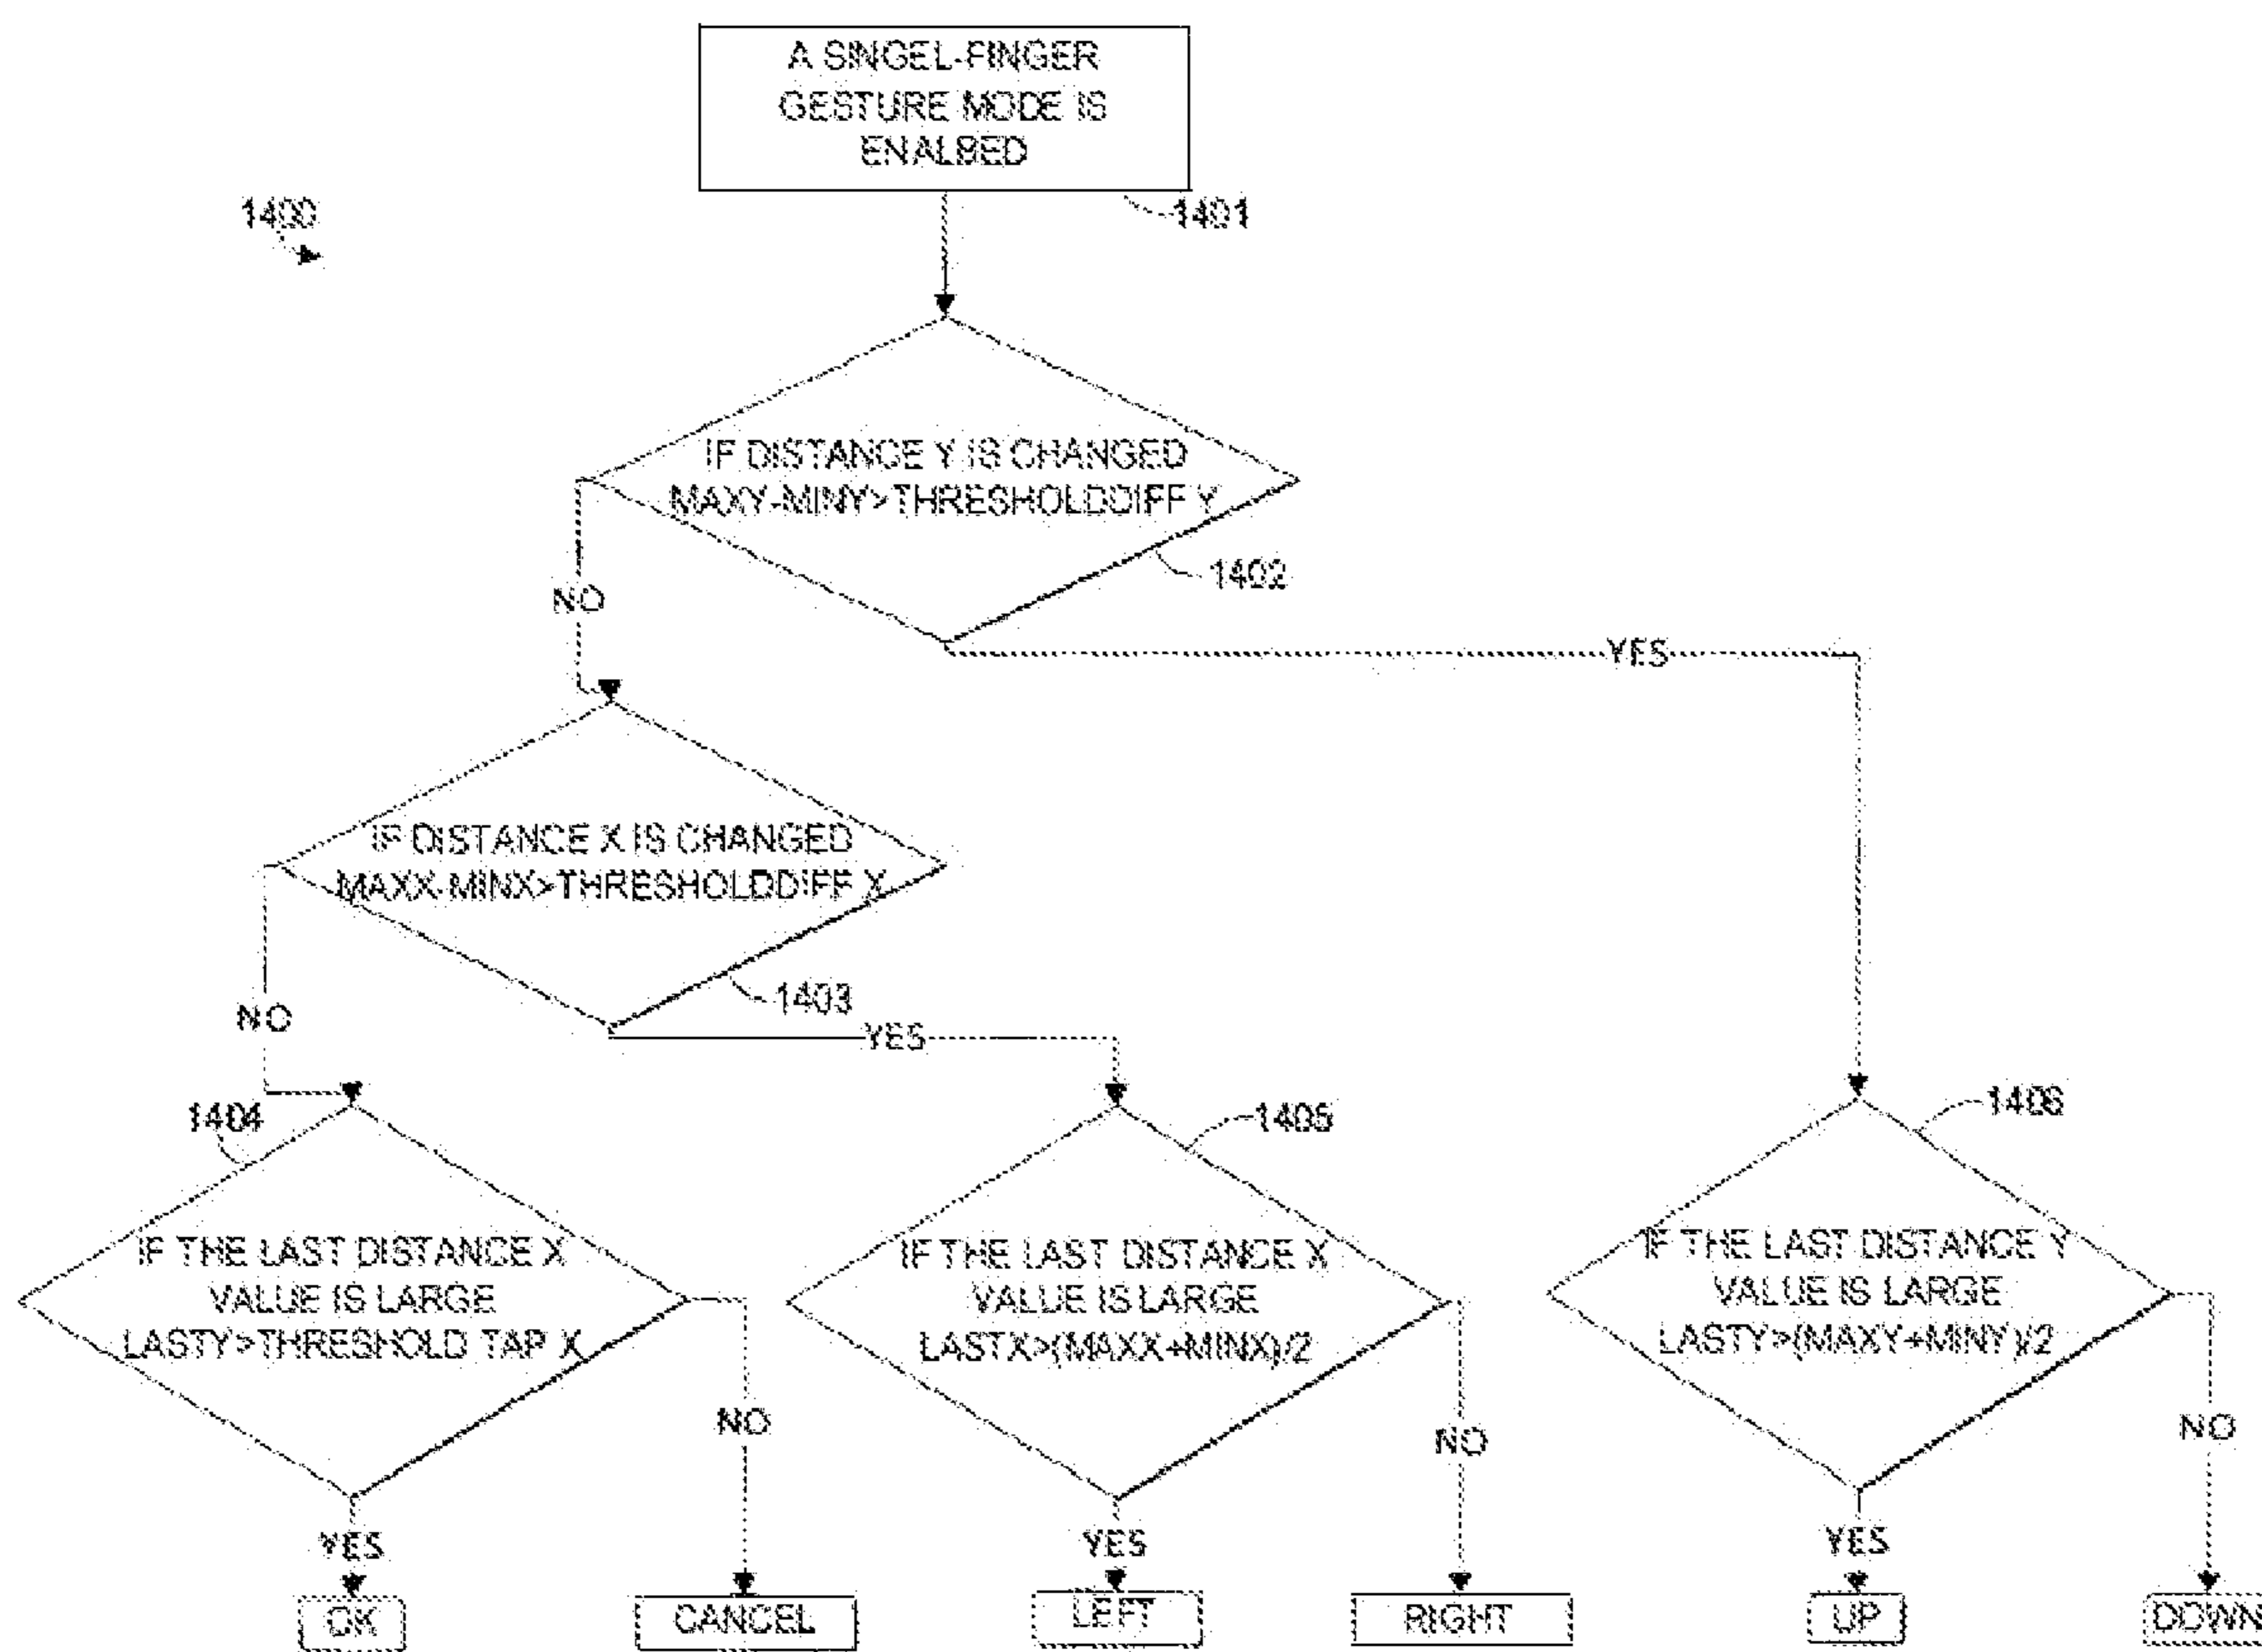 A SINGEL-FINGER
GESTURE MODE IS
ENALBED
1400
1401
IF DISTANCE Y IS CHANGED
MAXY-MINY>THRESHOLDDIFF Y
1402
NO
YES
IF DISTANCE X IS CHANGED
MAXX-MINX>THRESHOLDDIFF X
1403
NO
YES
1404
1405
1406
IF THE LAST DISTANCE X
VALUE IS LARGE
LASTY>THRESHOLD TAP X
IF THE LAST DISTANCE X
VALUE IS LARGE
LASTX>(MAXX+MINX)/2
IF THE LAST DISTANCE Y
VALUE IS LARGE
LASTY>(MAXY+MINY)/2
NO
NO
NO
YES
YES
YES
OK
CANCEL
LEFT
RIGHT
UP
DOWN